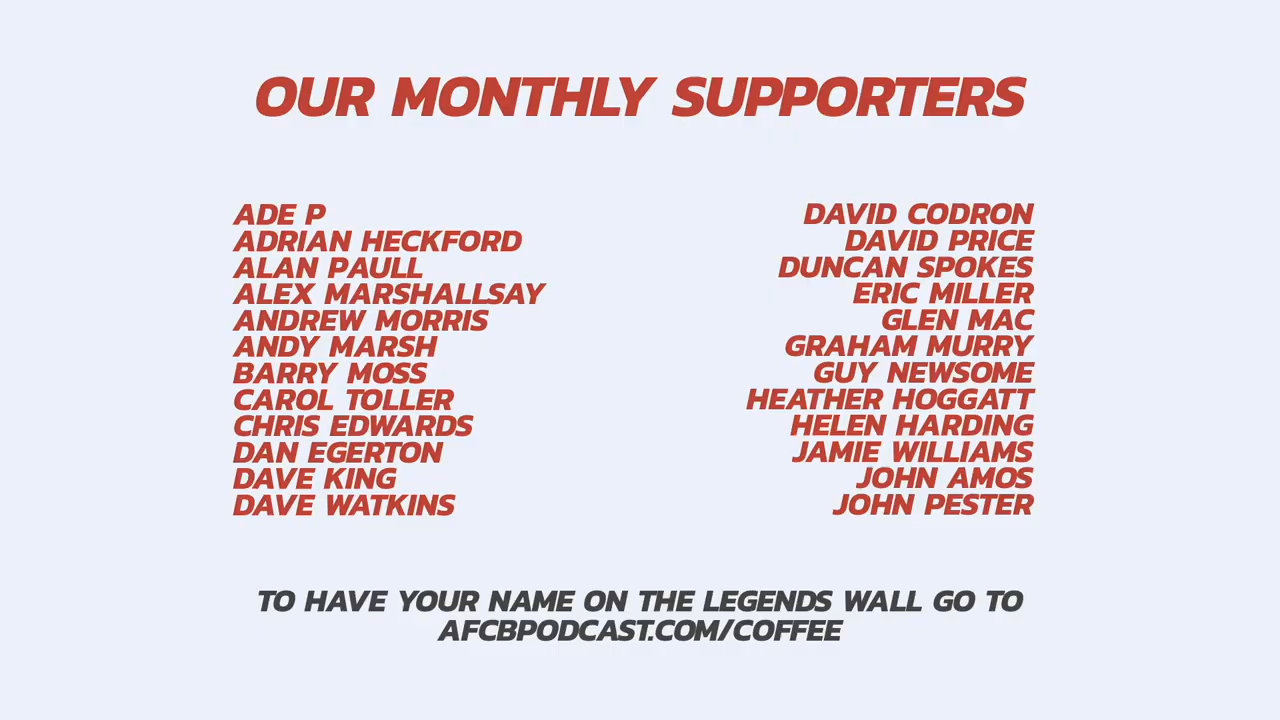 OUR MONTHLY SUPPORTERS
ADE P
ADRIAN HECKFORD
ALAN PAULL
ALEX MARSHALLSAY
ANDREW MORRIS
ANDY MARSH
BARRY MOSS
CAROL TOLLER
CHRIS EDWARDS
DAN EGERTON
DAVE KING
DAVE WATKINS
DAVID CODRON
DAVID PRICE
DUNCAN SPOKES
ERIC MILLER
GLEN MAC
GRAHAM MURRY
GUY NEWSOME
HEATHER HOGGATT
HELEN HARDING
JAMIE WILLIAMS
JOHN AMOS
JOHN PESTER
TO HAVE YOUR NAME ON THE LEGENDS WALL GO TO
AFCBPODCAST.COM/COFFEE